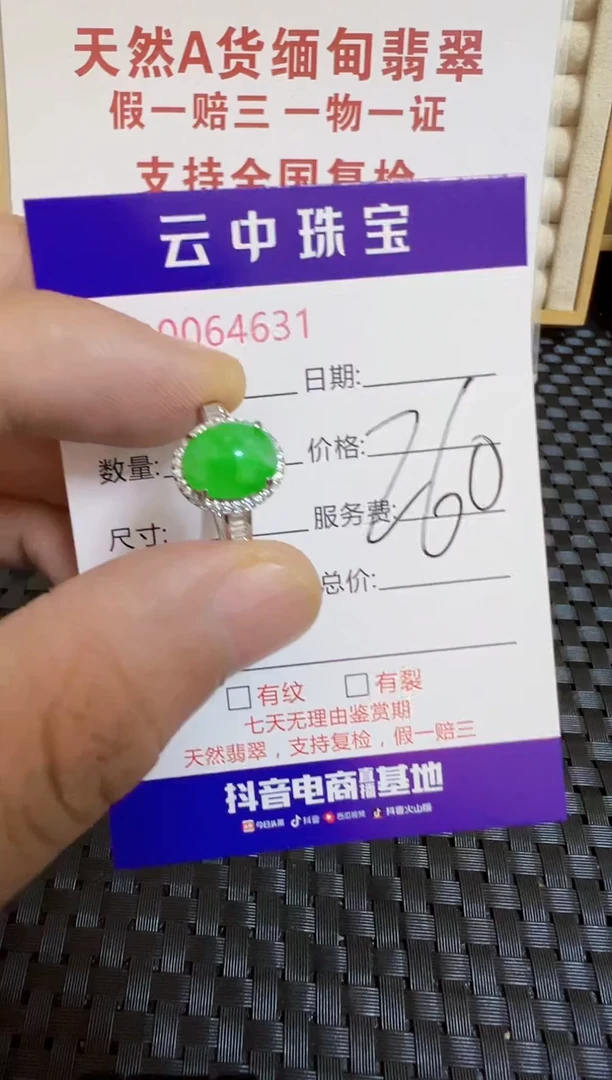 天然A货缅甸翡翠
假一赔三 一物一证
支持全国复检
云中珠宝
0064631
日期:
数量:
价格:
260
尺寸:
服务费:
总价:
有纹 有裂
七天无理由鉴赏期
天然翡翠，支持复检，假一赔三
抖音电商直播基地
今日头条 抖音 西瓜视频 抖音火山版